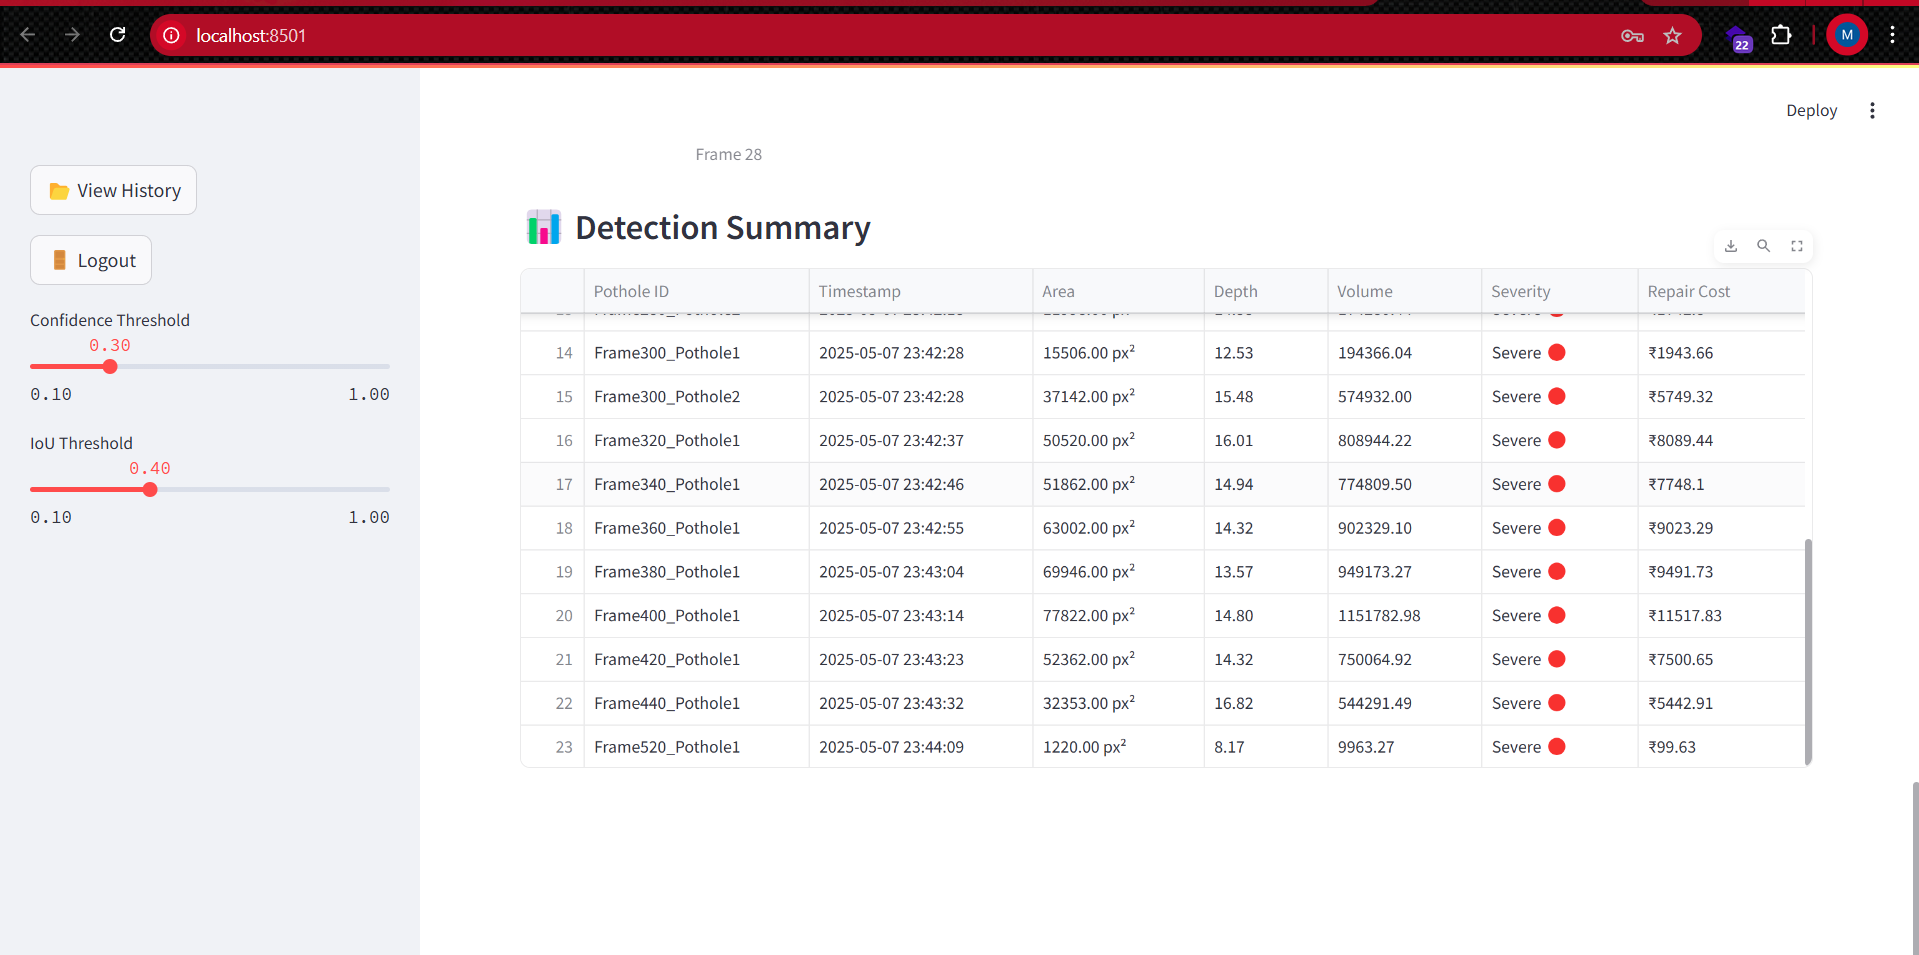 localhost:8501
22
M
Deploy
View History
Logout
Confidence Threshold
0.30
0.10 1.00
IoU Threshold
0.40
0.10 1.00
Frame 28
Detection Summary
Pothole ID Timestamp Area Depth Volume Severity Repair Cost
14 Frame300_Pothole1 2025-05-07 23:42:28 15506.00 px² 12.53 194366.04 Severe ₹1943.66
15 Frame300_Pothole2 2025-05-07 23:42:28 37142.00 px² 15.48 574932.00 Severe ₹5749.32
16 Frame320_Pothole1 2025-05-07 23:42:37 50520.00 px² 16.01 808944.22 Severe ₹8089.44
17 Frame340_Pothole1 2025-05-07 23:42:46 51862.00 px² 14.94 774809.50 Severe ₹7748.1
18 Frame360_Pothole1 2025-05-07 23:42:55 63002.00 px² 14.32 902329.10 Severe ₹9023.29
19 Frame380_Pothole1 2025-05-07 23:43:04 69946.00 px² 13.57 949173.27 Severe ₹9491.73
20 Frame400_Pothole1 2025-05-07 23:43:14 77822.00 px² 14.80 1151782.98 Severe ₹11517.83
21 Frame420_Pothole1 2025-05-07 23:43:23 52362.00 px² 14.32 750064.92 Severe ₹7500.65
22 Frame440_Pothole1 2025-05-07 23:43:32 32353.00 px² 16.82 544291.49 Severe ₹5442.91
23 Frame520_Pothole1 2025-05-07 23:44:09 1220.00 px² 8.17 9963.27 Severe ₹99.63